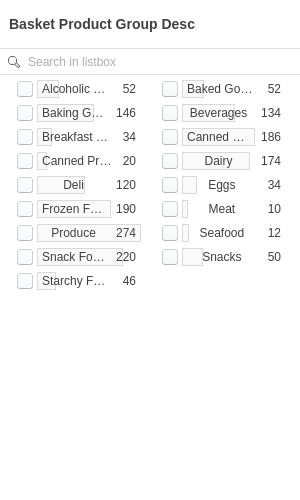 Basket Product Group Desc
Search in listbox
Alcoholic ... 52 Baked Go... 52
Baking G... 146 Beverages 134
Breakfast ... 34 Canned ... 186
Canned Pr... 20 Dairy 174
Deli 120 Eggs 34
Frozen F... 190 Meat 10
Produce 274 Seafood 12
Snack Fo... 220 Snacks 50
Starchy F... 46